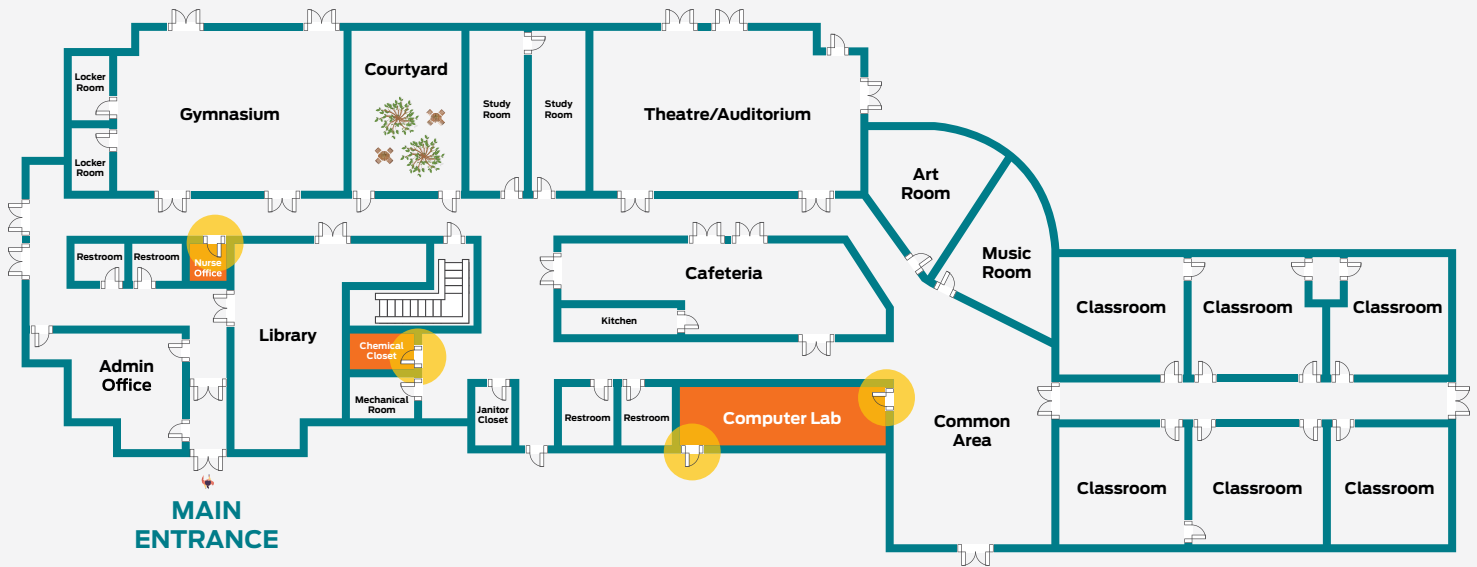 Locker
Room
Gymnasium
Courtyard
Study
Room
Study
Room
Theatre/Auditorium
Locker
Room
Art
Room
Music
Room
Restroom
Restroom
Nurse
Office
Library
Cafeteria
Kitchen
Classroom
Classroom
Classroom
Admin
Office
Chemical
Closet
Mechanical
Room
Janitor
Closet
Restroom
Restroom
Computer Lab
Common
Area
Classroom
Classroom
Classroom
MAIN
ENTRANCE